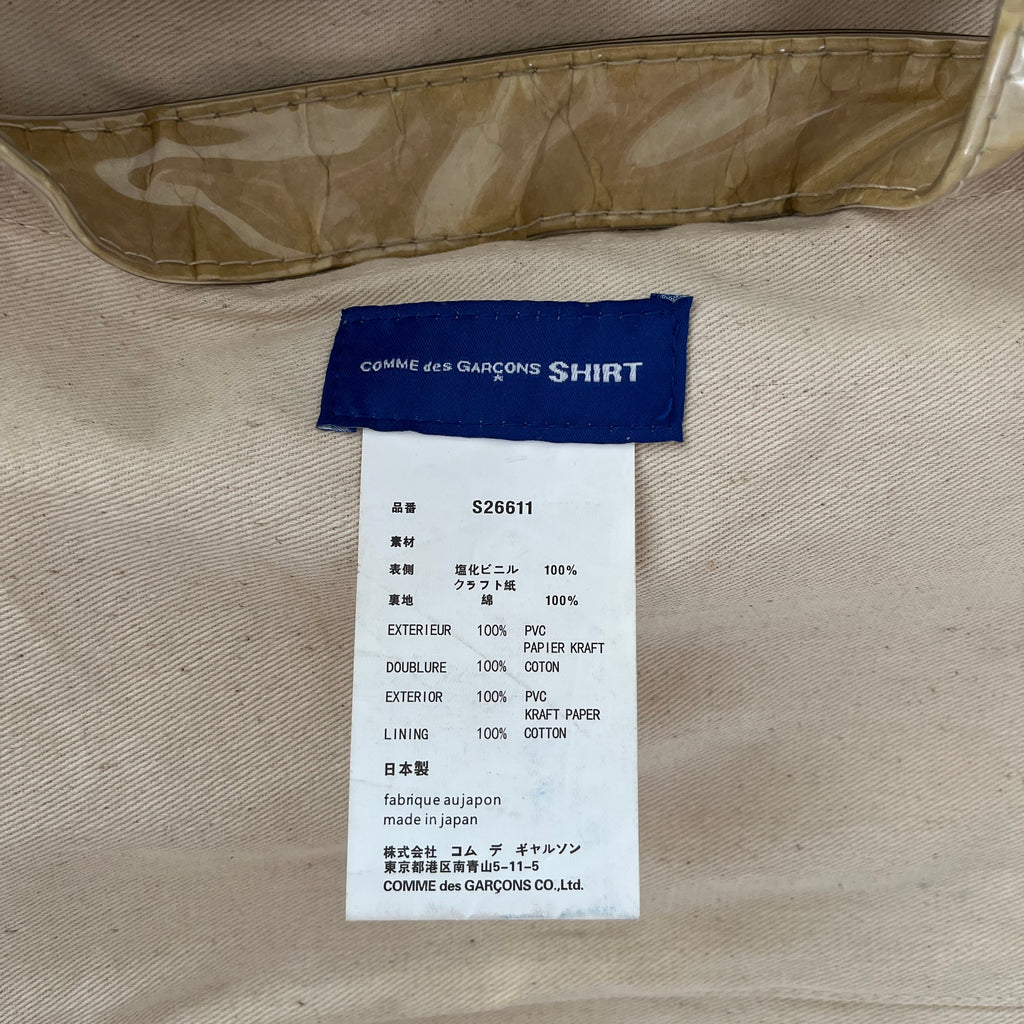 COMME des GARÇONS SHIRT
品番 S26611
素材
表側 塩化ビニル 100%
クラフト紙
裏地 綿 100%
EXTERIEUR 100% PVC
PAPIER KRAFT
DOUBLURE 100% COTON
EXTERIOR 100% PVC
KRAFT PAPER
LINING 100% COTTON
日本製
fabrique aujapon
made in japan
株式会社 コム デ ギャルソン
東京都港区南青山5-11-5
COMME des GARÇONS CO.,Ltd.